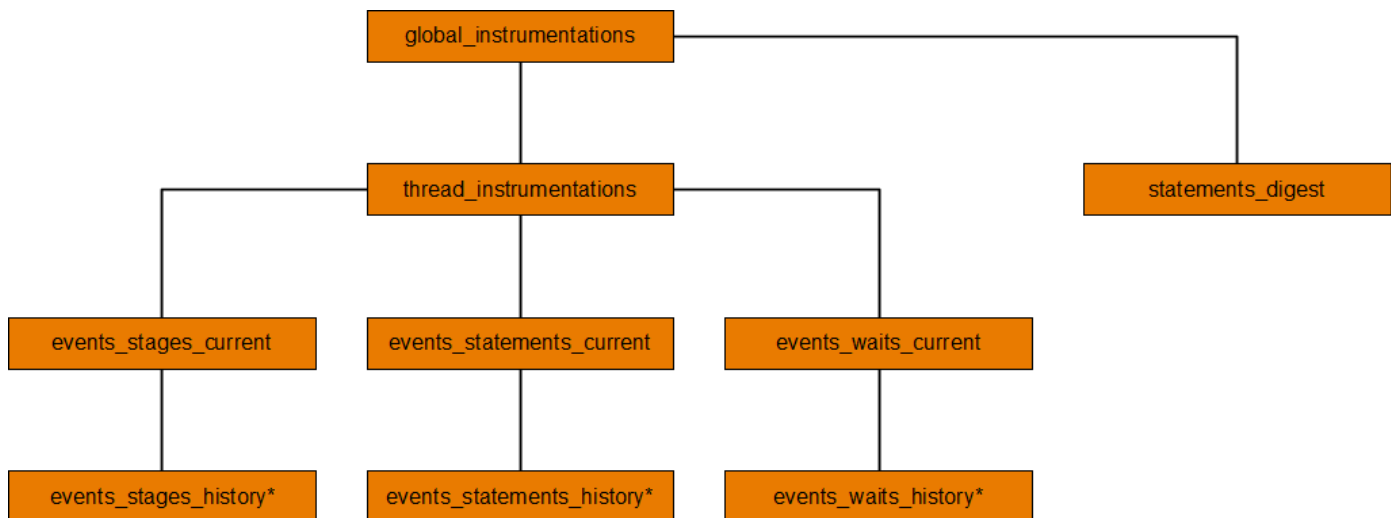 global_instrumentations
thread_instrumentations
statements_digest
events_stages_current
events_statements_current
events_waits_current
events_stages_history*
events_statements_history*
events_waits_history*